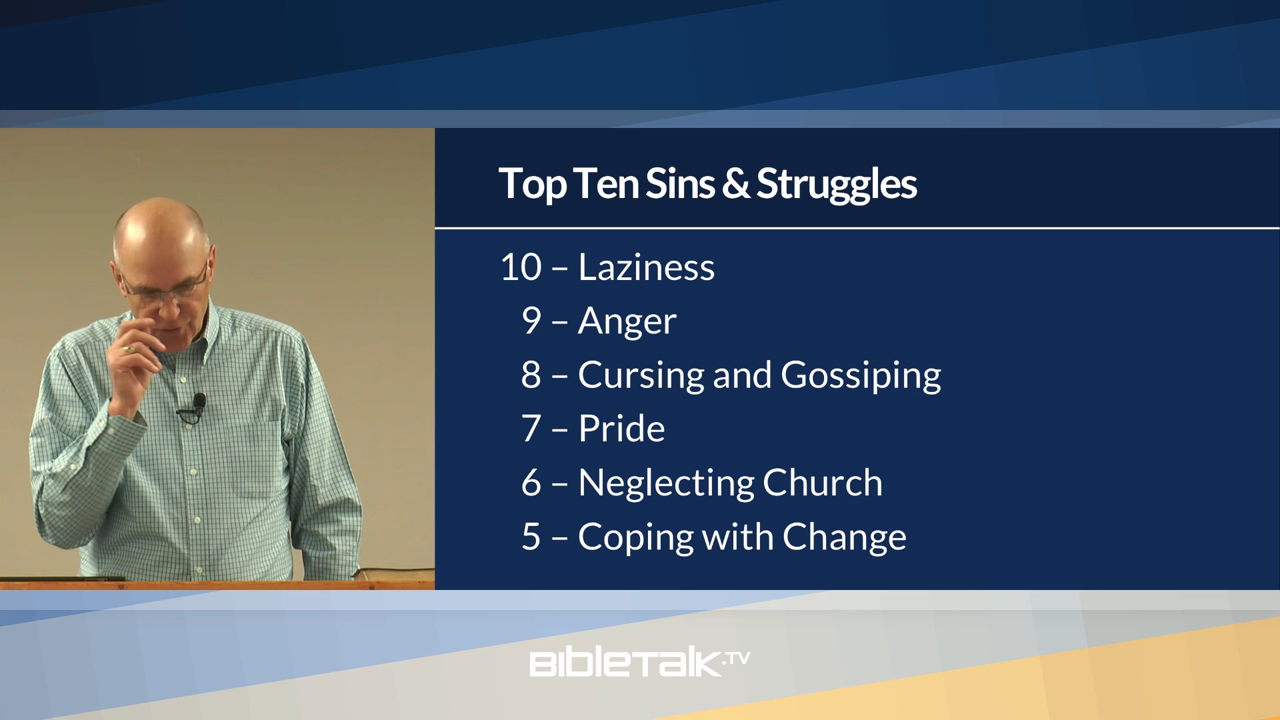 Top Ten Sins & Struggles
10 – Laziness
9 – Anger
8 – Cursing and Gossiping
7 – Pride
6 – Neglecting Church
5 – Coping with Change
BibleTalk.TV